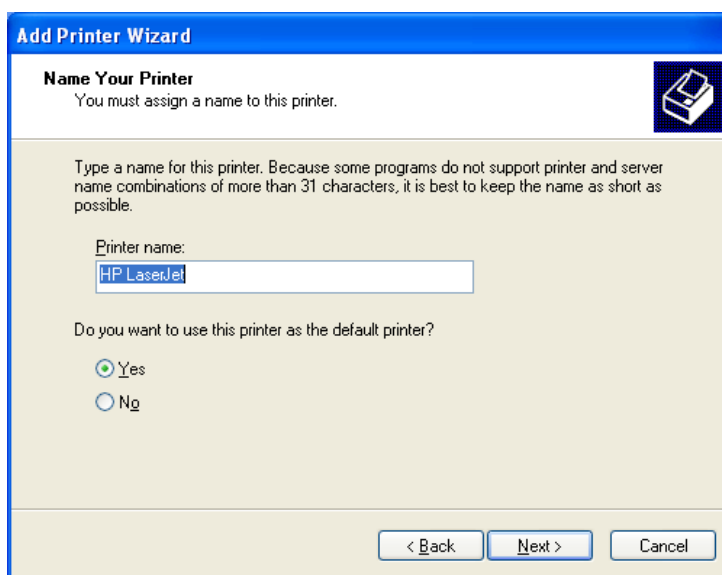 Add Printer Wizard
Name Your Printer
You must assign a name to this printer.
Type a name for this printer. Because some programs do not support printer and server
name combinations of more than 31 characters, it is best to keep the name as short as
possible.
Printer name:
HP LaserJet
Do you want to use this printer as the default printer?
Yes
No
< Back Next > Cancel